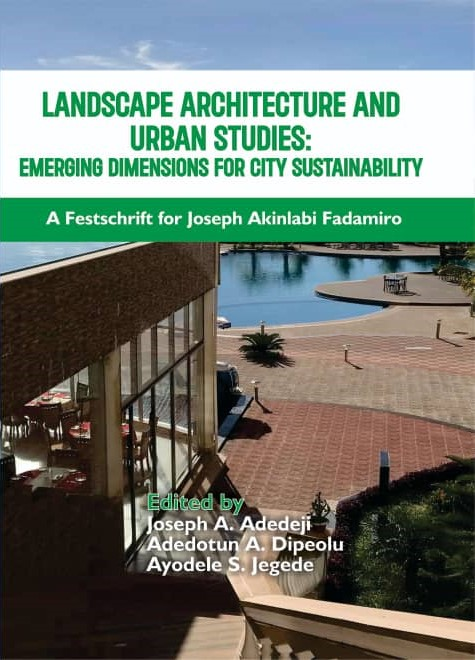 LANDSCAPE ARCHITECTURE AND
URBAN STUDIES:
EMERGING DIMENSIONS FOR CITY SUSTAINABILITY
A Festschrift for Joseph Akinlabi Fadamiro
Edited by
Joseph A. Adedeji
Adedotun A. Dipeolu
Ayodele S. Jegede